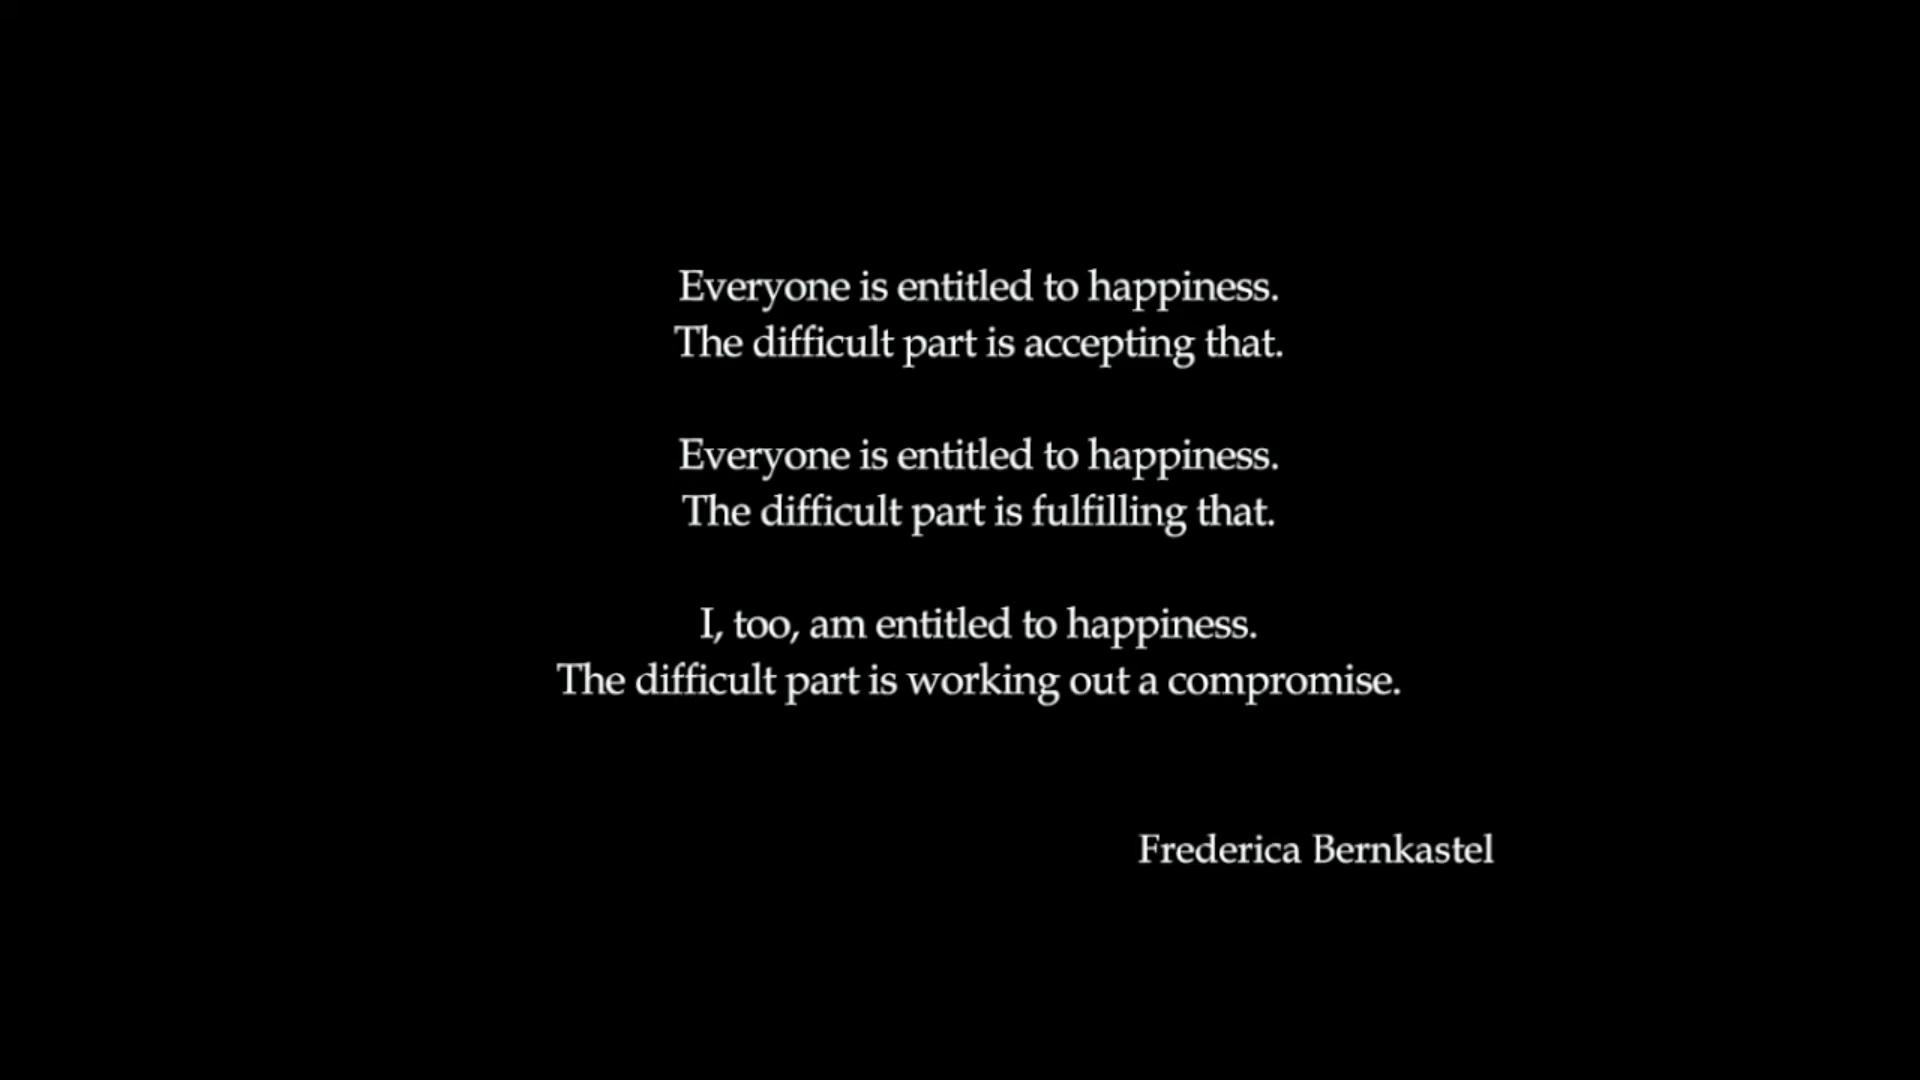 Everyone is entitled to happiness.
The difficult part is accepting that.
Everyone is entitled to happiness.
The difficult part is fulfilling that.
I, too, am entitled to happiness.
The difficult part is working out a compromise.
Frederica Bernkastel